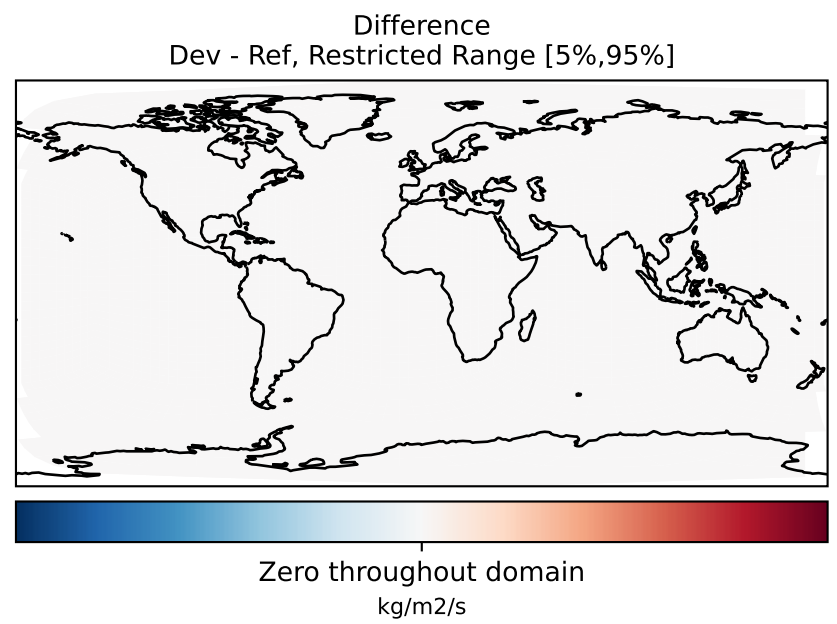 Difference
Dev - Ref, Restricted Range [5%,95%]
Zero throughout domain
kg/m2/s